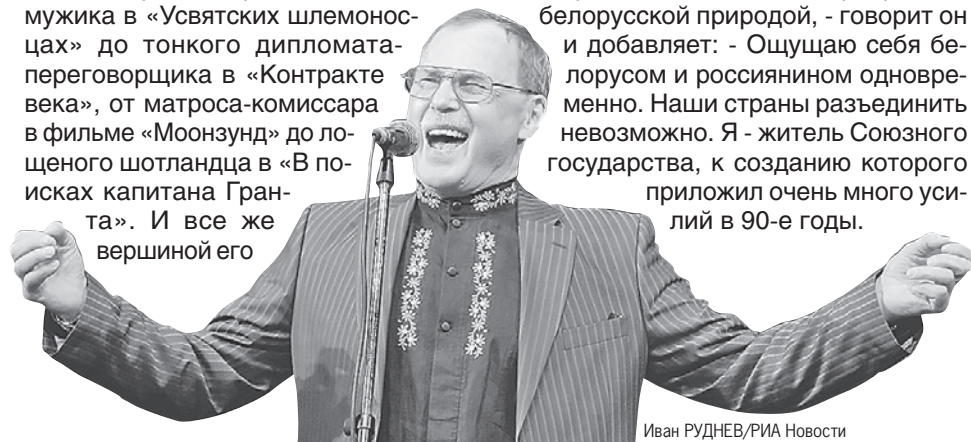 мужика в «Усвятских шлемонос-
цах» до тонкого дипломата-
переговорщика в «Контракте
века», от матроса-комиссара
в фильме «Моонзунд» до ло-
щеного шотландца в «В по-
исках капитана Гран-
та». И все же
вершиной его
белорусской природой, - говорит он
и добавляет: - Ощущаю себя бе-
лорусом и россиянином одновре-
менно. Наши страны разъединить
невозможно. Я - житель Союзного
государства, к созданию которого
приложил очень много уси-
лий в 90-е годы.
Иван РУДНЕВ/РИА Новости